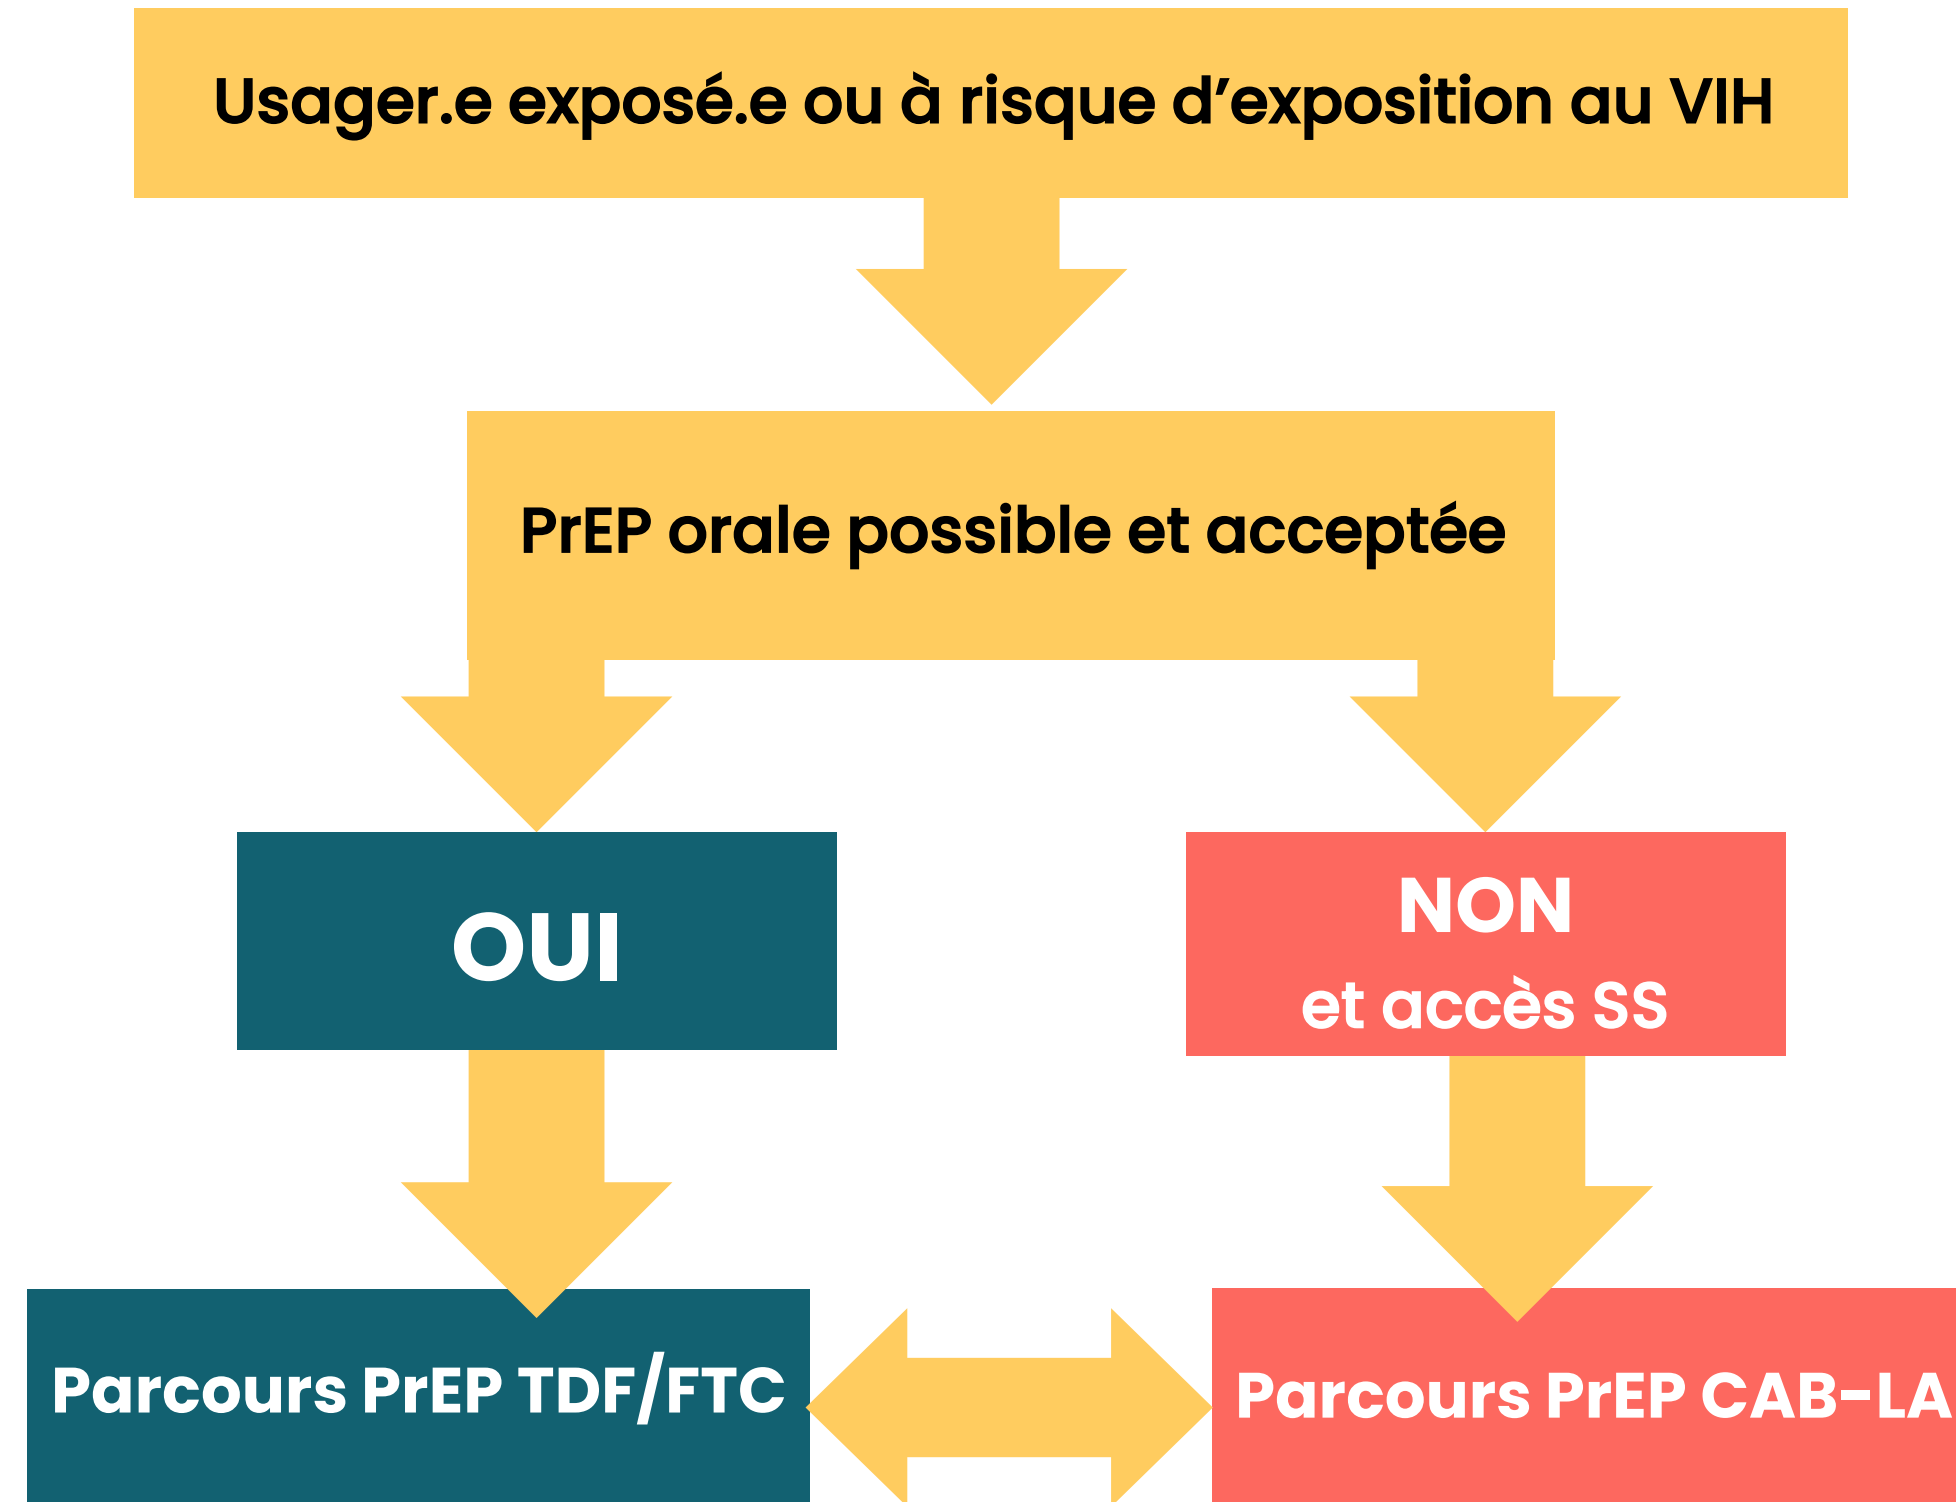 Usager.e exposé.e ou à risque d’exposition au VIH
PrEP orale possible et acceptée
OUI
NON
et accès SS
Parcours PrEP TDF/FTC
Parcours PrEP CAB-LA